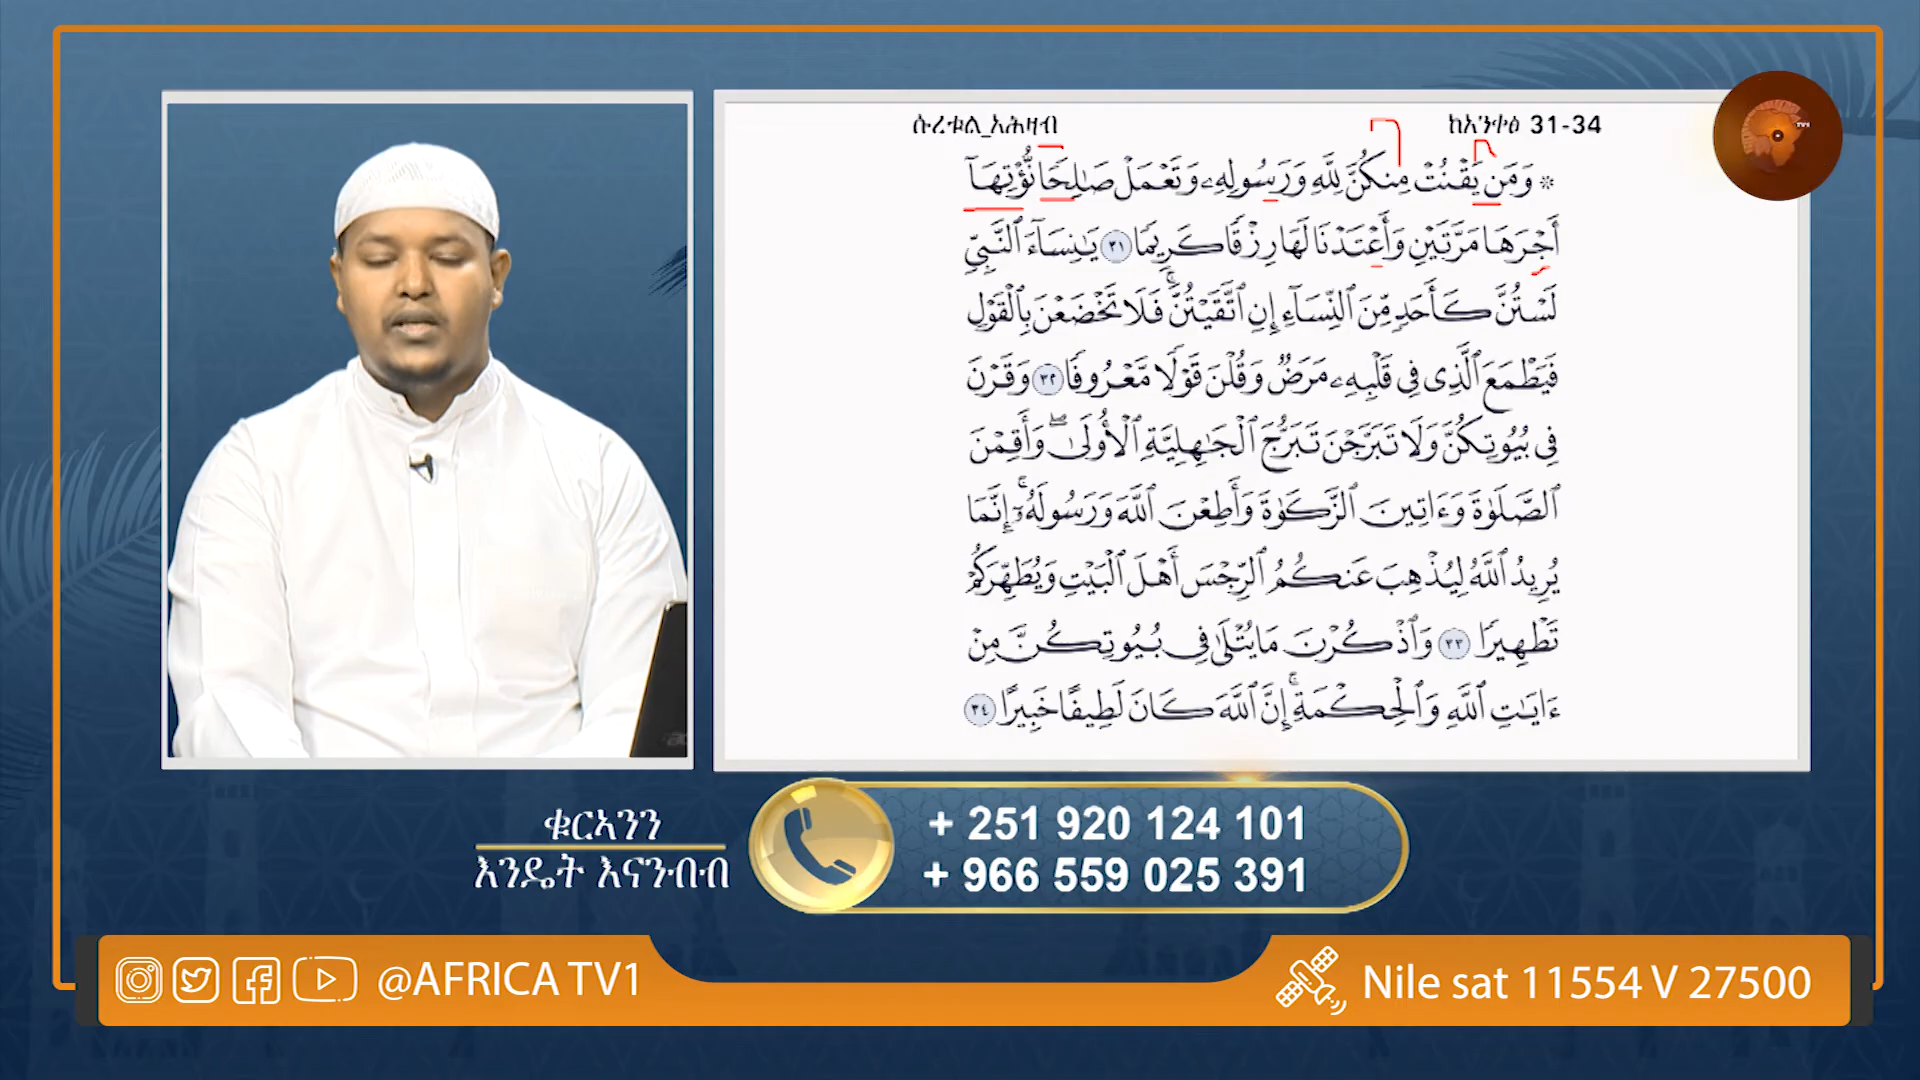 ሱረቱል_አሕዛብ
ከአንቀፅ 31-34
TV1
۞ وَمَن يَقْنُتْ مِنكُنَّ لِلَّهِ وَرَسُولِهِۦ وَتَعْمَلْ صَٰلِحًا نُّؤْتِهَآ
أَجْرَهَا مَرَّتَيْنِ وَأَعْتَدْنَا لَهَا رِزْقًا كَرِيمًا ٣١ يَٰنِسَآءَ ٱلنَّبِيِّ
لَسْتُنَّ كَأَحَدٍ مِّنَ ٱلنِّسَآءِ إِنِ ٱتَّقَيْتُنَّۚ فَلَا تَخْضَعْنَ بِٱلْقَوْلِ
فَيَطْمَعَ ٱلَّذِى فِى قَلْبِهِۦ مَرَضٌ وَقُلْنَ قَوْلًا مَّعْرُوفًا ٣٢ وَقَرْنَ
فِى بُيُوتِكُنَّ وَلَا تَبَرَّجْنَ تَبَرُّجَ ٱلْجَٰهِلِيَّةِ ٱلْأُولَىٰۖ وَأَقِمْنَ
ٱلصَّلَوٰةَ وَءَاتِينَ ٱلزَّكَوٰةَ وَأَطِعْنَ ٱللَّهَ وَرَسُولَهُۥٓۚ إِنَّمَا
يُرِيدُ ٱللَّهُ لِيُذْهِبَ عَنكُمُ ٱلرِّجْسَ أَهْلَ ٱلْبَيْتِ وَيُطَهِّرَكُمْ
تَطْهِيرًا ٣٣ وَٱذْكُرْنَ مَا يُتْلَىٰ فِى بُيُوتِكُنَّ مِنْ
ءَايَٰتِ ٱللَّهِ وَٱلْحِكْمَةِۚ إِنَّ ٱللَّهَ كَانَ لَطِيفًا خَبِيرًا ٣٤
ቁርኣንን
እንዴት እናንብብ
+ 251 920 124 101
+ 966 559 025 391
@AFRICA TV1
Nile sat 11554 V 27500